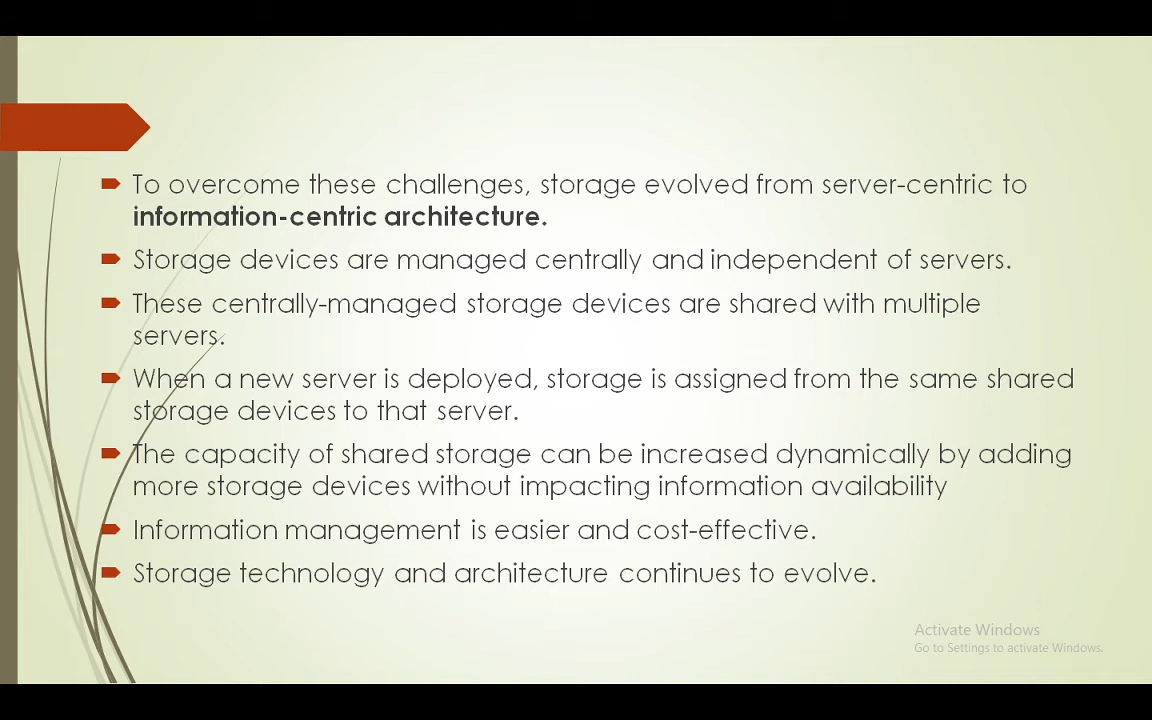 To overcome these challenges, storage evolved from server-centric to
information-centric architecture.
Storage devices are managed centrally and independent of servers.
These centrally-managed storage devices are shared with multiple
servers.
When a new server is deployed, storage is assigned from the same shared
storage devices to that server.
The capacity of shared storage can be increased dynamically by adding
more storage devices without impacting information availability
Information management is easier and cost-effective.
Storage technology and architecture continues to evolve.
Activate Windows
Go to Settings to activate Windows.